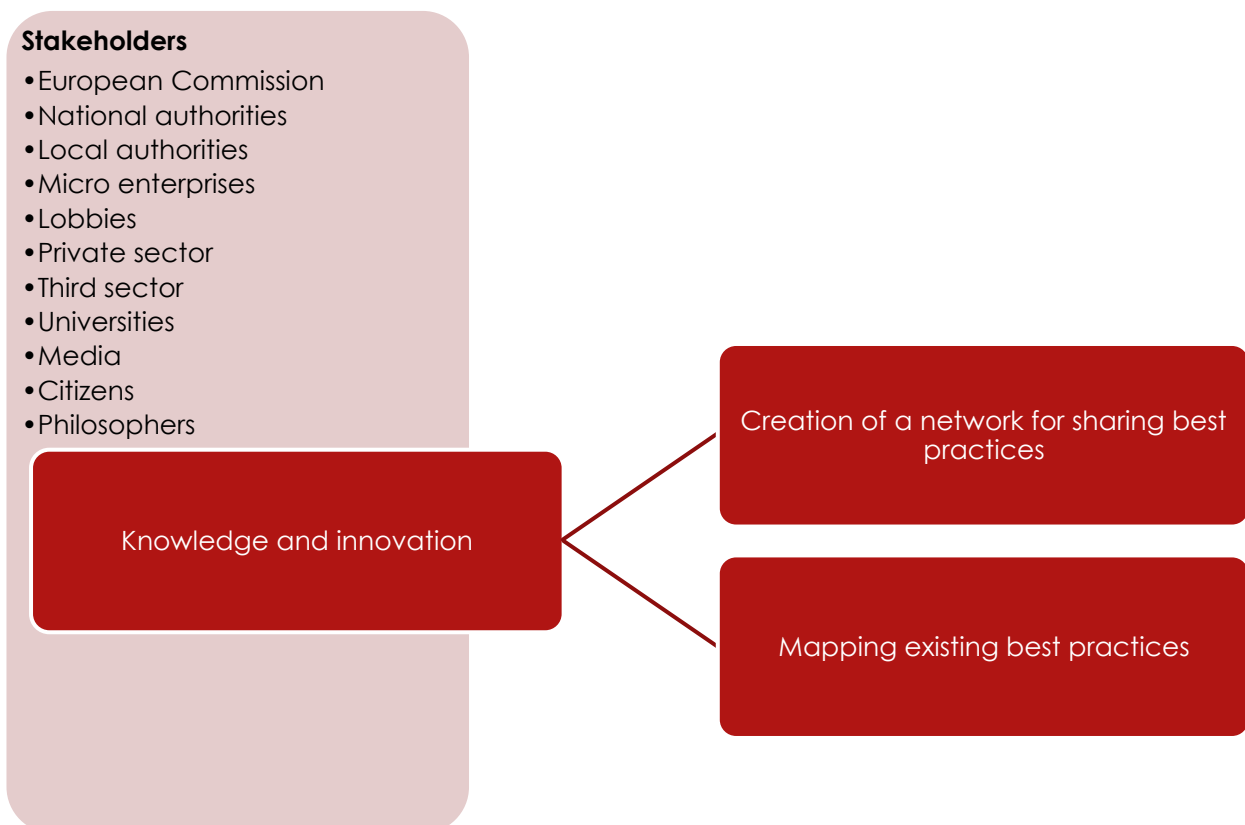 Stakeholders
•European Commission
•National authorities
•Local authorities
•Micro enterprises
•Lobbies
•Private sector
•Third sector
•Universities
•Media
•Citizens
•Philosophers
Knowledge and innovation
Creation of a network for sharing best
practices
Mapping existing best practices